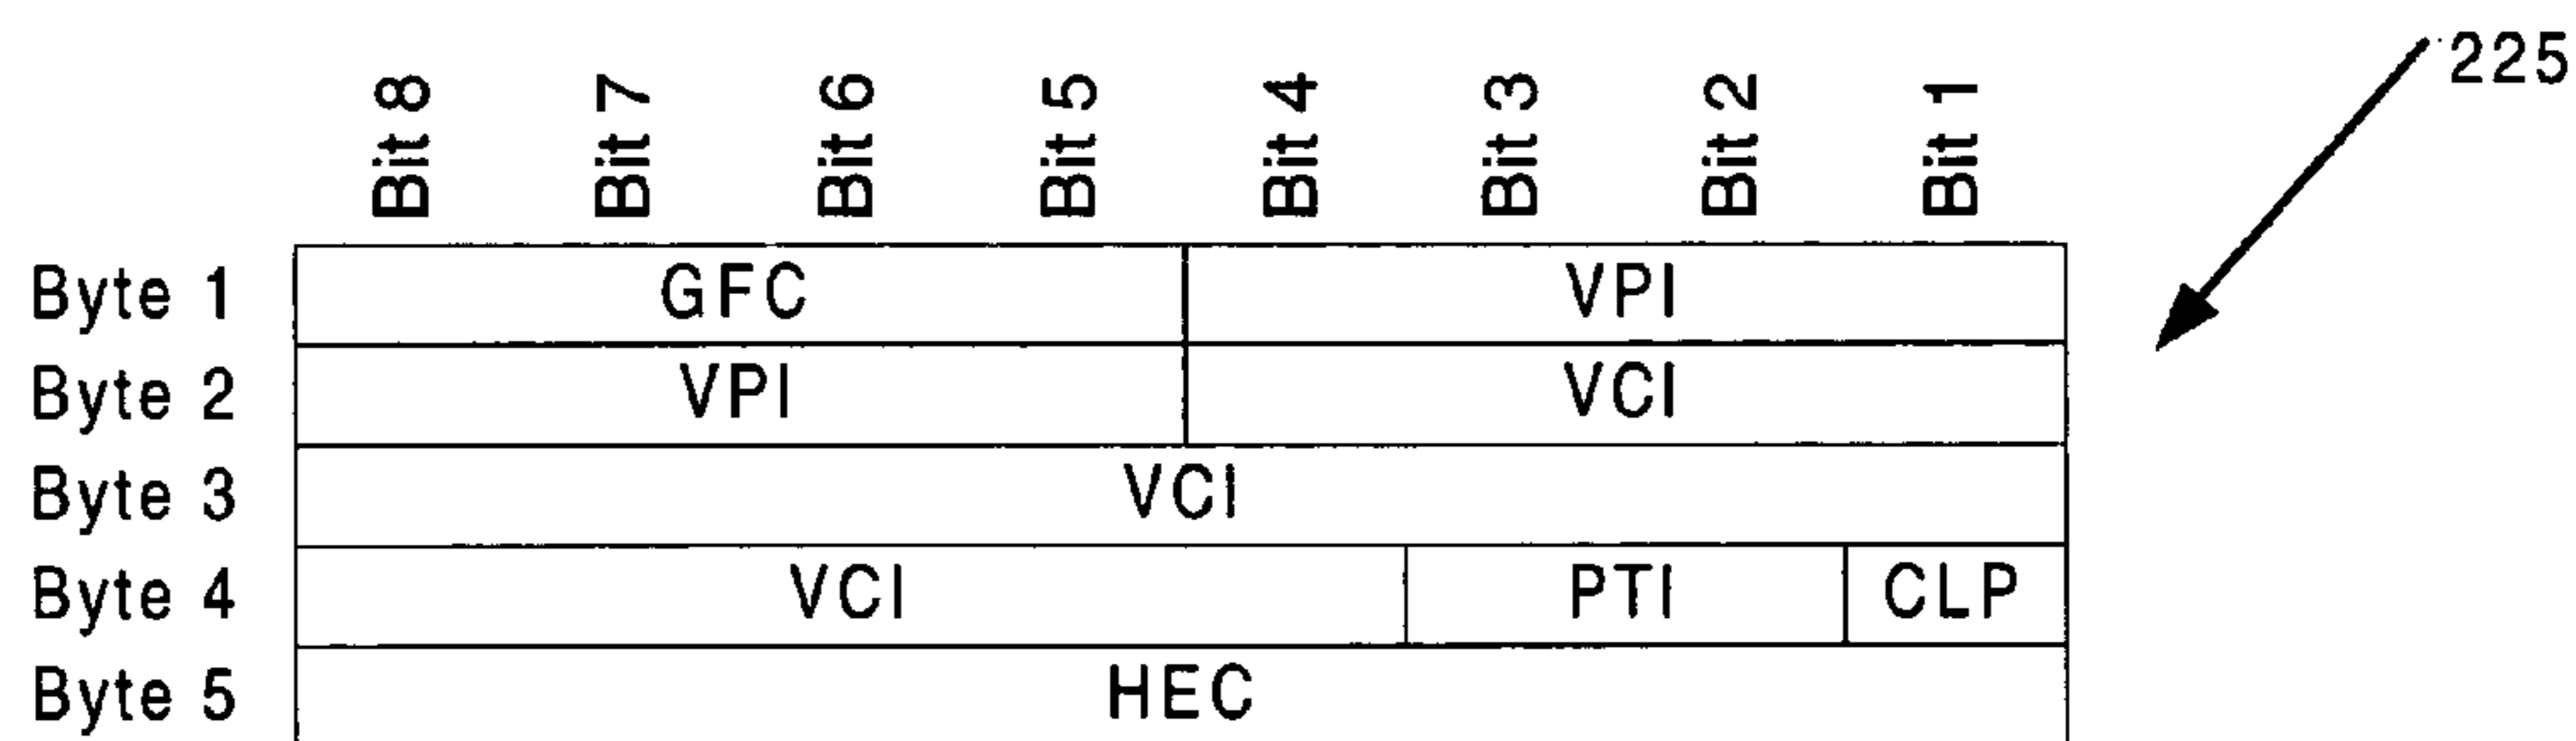 225
Bit 8 Bit 7 Bit 6 Bit 5 Bit 4 Bit 3 Bit 2 Bit 1
Byte 1 GFC VPI
Byte 2 VPI VCI
Byte 3 VCI
Byte 4 VCI PTI CLP
Byte 5 HEC